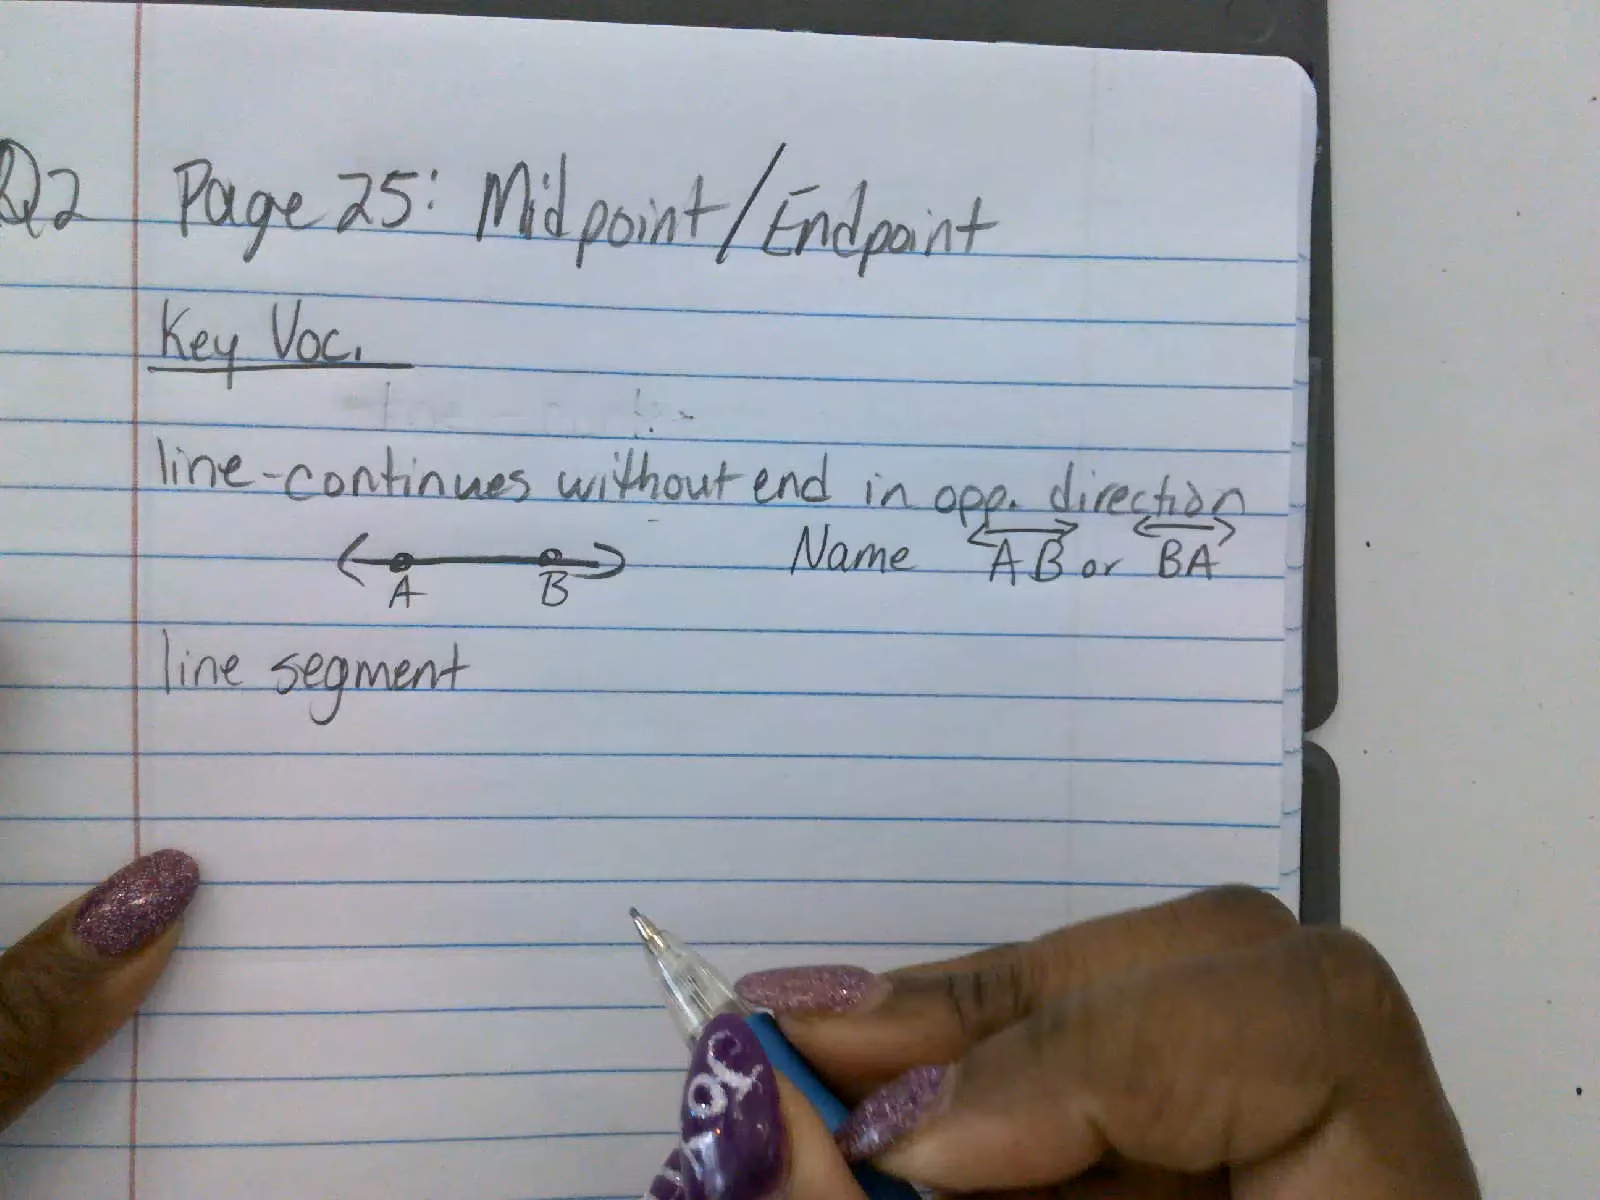 Q2 Page 25: Midpoint/Endpoint
Key Voc.
line-continues without end in opp. direction
A B Name AB or BA
line segment